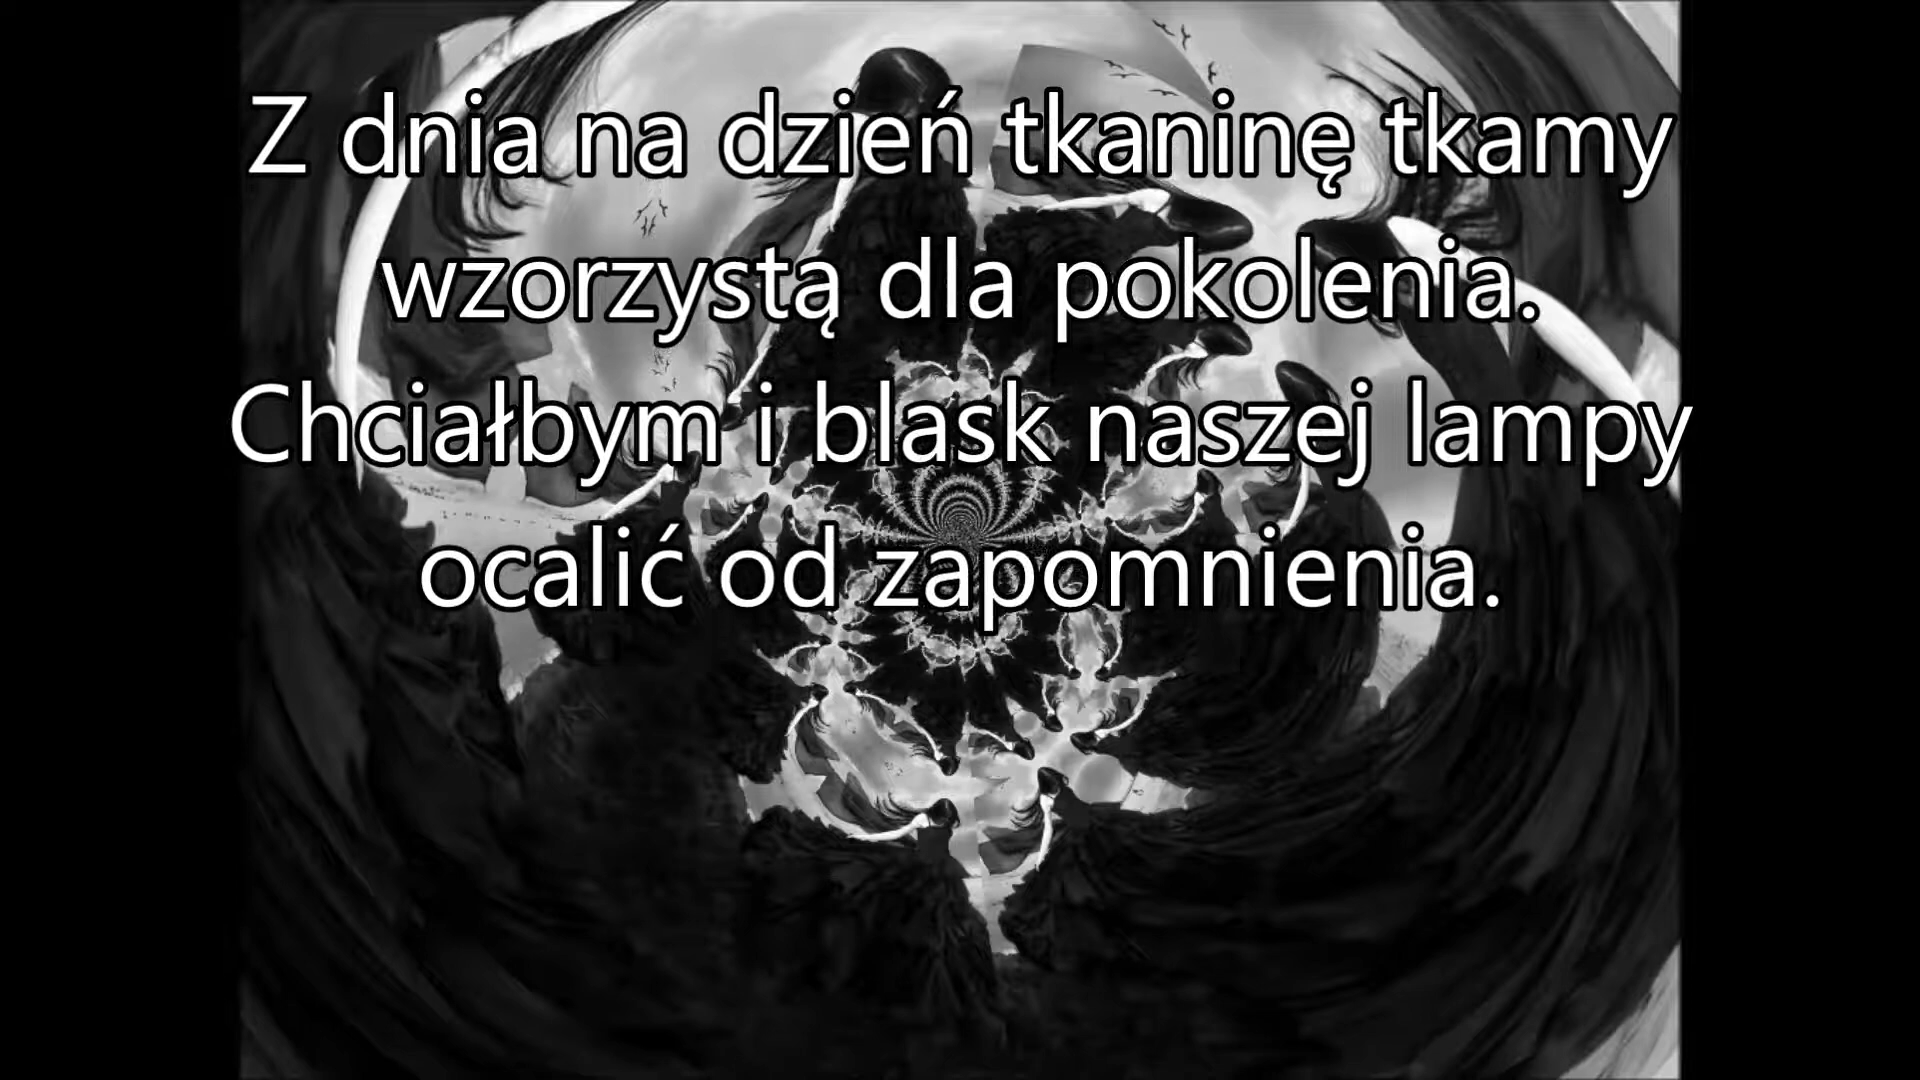 Z dnia na dzień tkaninę tkamy
wzorzystą dla pokolenia.
Chciałbym i blask naszej lampy
ocalić od zapomnienia.